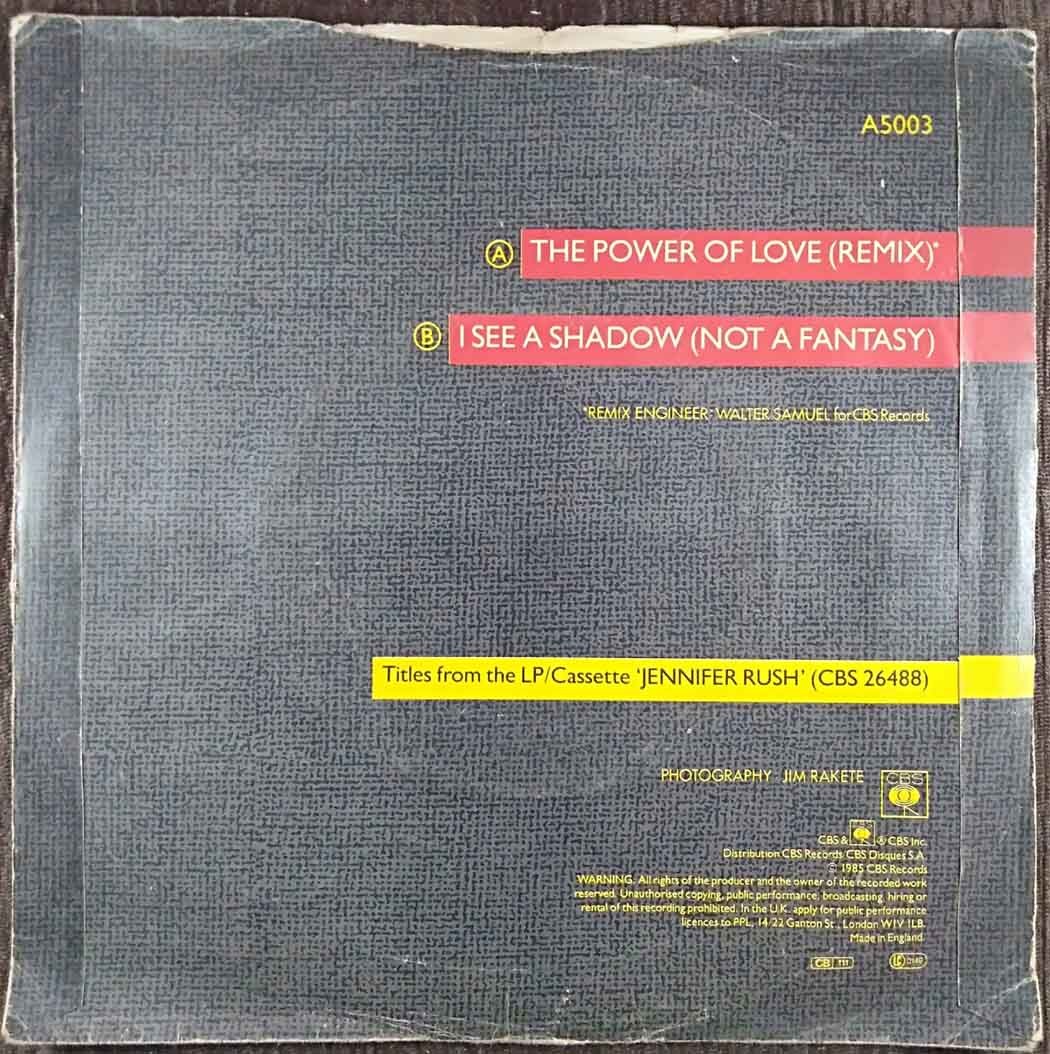 A5003
A THE POWER OF LOVE (REMIX)*
B I SEE A SHADOW (NOT A FANTASY)
*REMIX ENGINEER· WALTER SAMUEL for CBS Records
Titles from the LP/Cassette ‘JENNIFER RUSH’ (CBS 26488)
PHOTOGRAPHY · JIM RAKETE
CBS
CBS & ® CBS Inc.
Distribution CBS Records/CBS Disques S.A.
1985 CBS Records
WARNING. All rights of the producer and the owner of the recorded work
reserved. Unauthorised copying, public performance, broadcasting, hiring or
rental of this recording prohibited. In the U.K. apply for public performance
licences to PPL, 14/22 Ganton St., London W1V 1LB.
Made in England.
CB 111
LC 0149